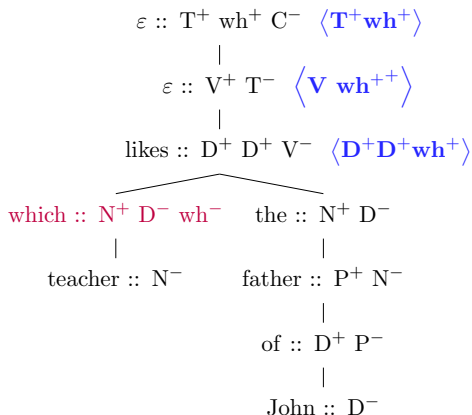 ε :: T⁺ wh⁺ C⁻ ⟨T⁺wh⁺⟩
ε :: V⁺ T⁻ ⟨V wh⁺⁺⟩
likes :: D⁺ D⁺ V⁻ ⟨D⁺D⁺wh⁺⟩
which :: N⁺ D⁻ wh⁻ the :: N⁺ D⁻
teacher :: N⁻ father :: P⁺ N⁻
of :: D⁺ P⁻
John :: D⁻